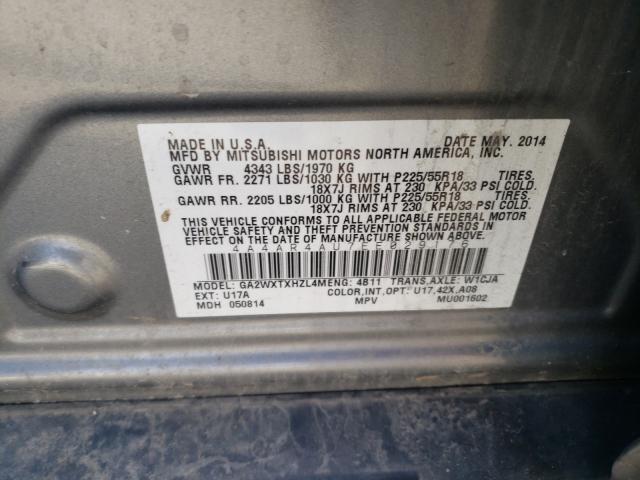 MADE IN U.S.A. DATE MAY. 2014
MFD BY MITSUBISHI MOTORS NORTH AMERICA, INC.
GVWR 4343 LBS/1970 KG
GAWR FR. 2271 LBS/1030 KG WITH P225/55R18 TIRES,
18X7J RIMS AT 230 KPA/33 PSI COLD.
GAWR RR. 2205 LBS/1000 KG WITH P225/55R18 TIRES,
18X7J RIMS AT 230 KPA/33 PSI COLD.
THIS VEHICLE CONFORMS TO ALL APPLICABLE FEDERAL MOTOR
VEHICLE SAFETY AND THEFT PREVENTION STANDARDS IN
EFFECT ON THE DATE OF MANUFACTURE SHOWN ABOVE.
MODEL: GA2WXTXHZL4M ENG: 4B11 TRANS,AXLE: W1CJA
EXT: U17A COLOR,INT,OPT: U17,42X,A08
MDH 050814 MPV MU001602